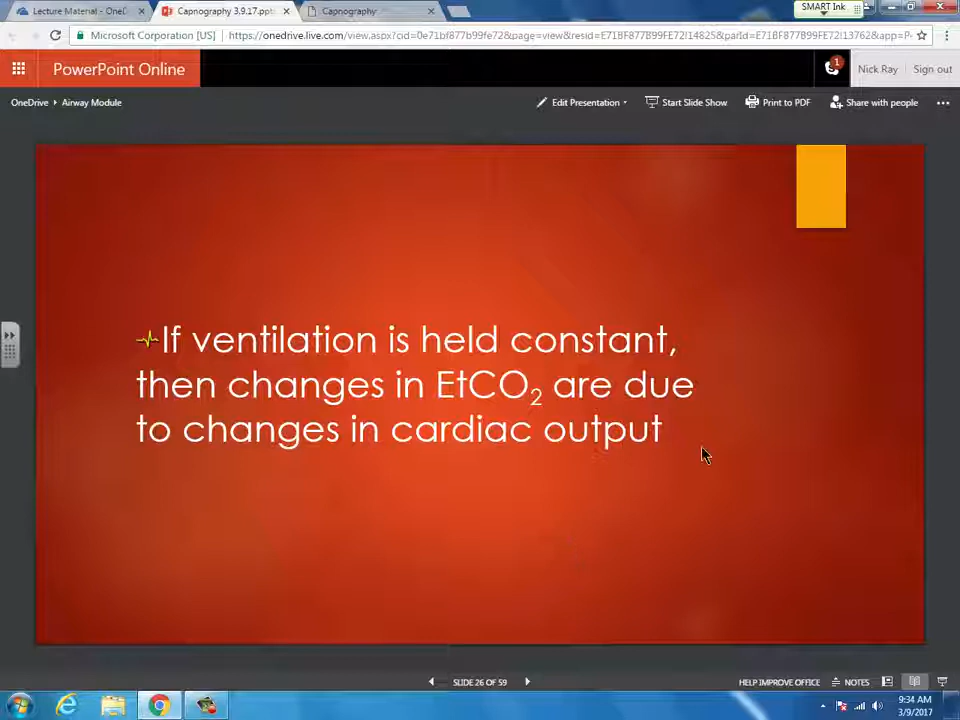 Lecture Material - OneD
Capnography 3.9.17.ppt
Capnography
SMART Ink
Microsoft Corporation [US]
PowerPoint Online
1
Nick Ray
Sign out
OneDrive
Airway Module
Edit Presentation
Start Slide Show
Print to PDF
Share with people
If ventilation is held constant,
then changes in EtCO₂ are due
to changes in cardiac output
SLIDE 26 OF 59
HELP IMPROVE OFFICE
NOTES
9:34 AM
3/9/2017